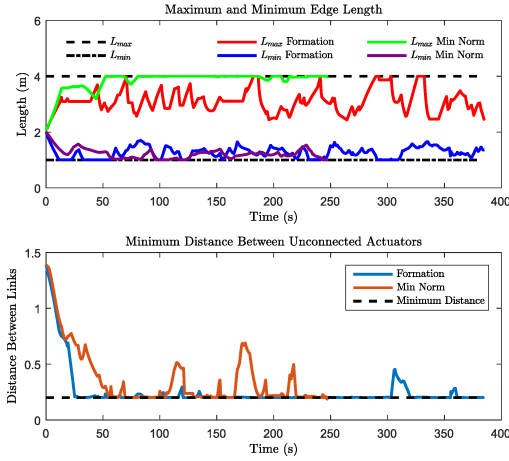 Maximum and Minimum Edge Length
6
L_max
L_max Formation
L_max Min Norm
L_min
L_min Formation
L_min Min Norm
4
2
0
Length (m)
0 50 100 150 200 250 300 350 400
Time (s)
Minimum Distance Between Unconnected Actuators
1.5
Formation
Min Norm
Minimum Distance
1
0.5
0
Distance Between Links
0 50 100 150 200 250 300 350 400
Time (s)